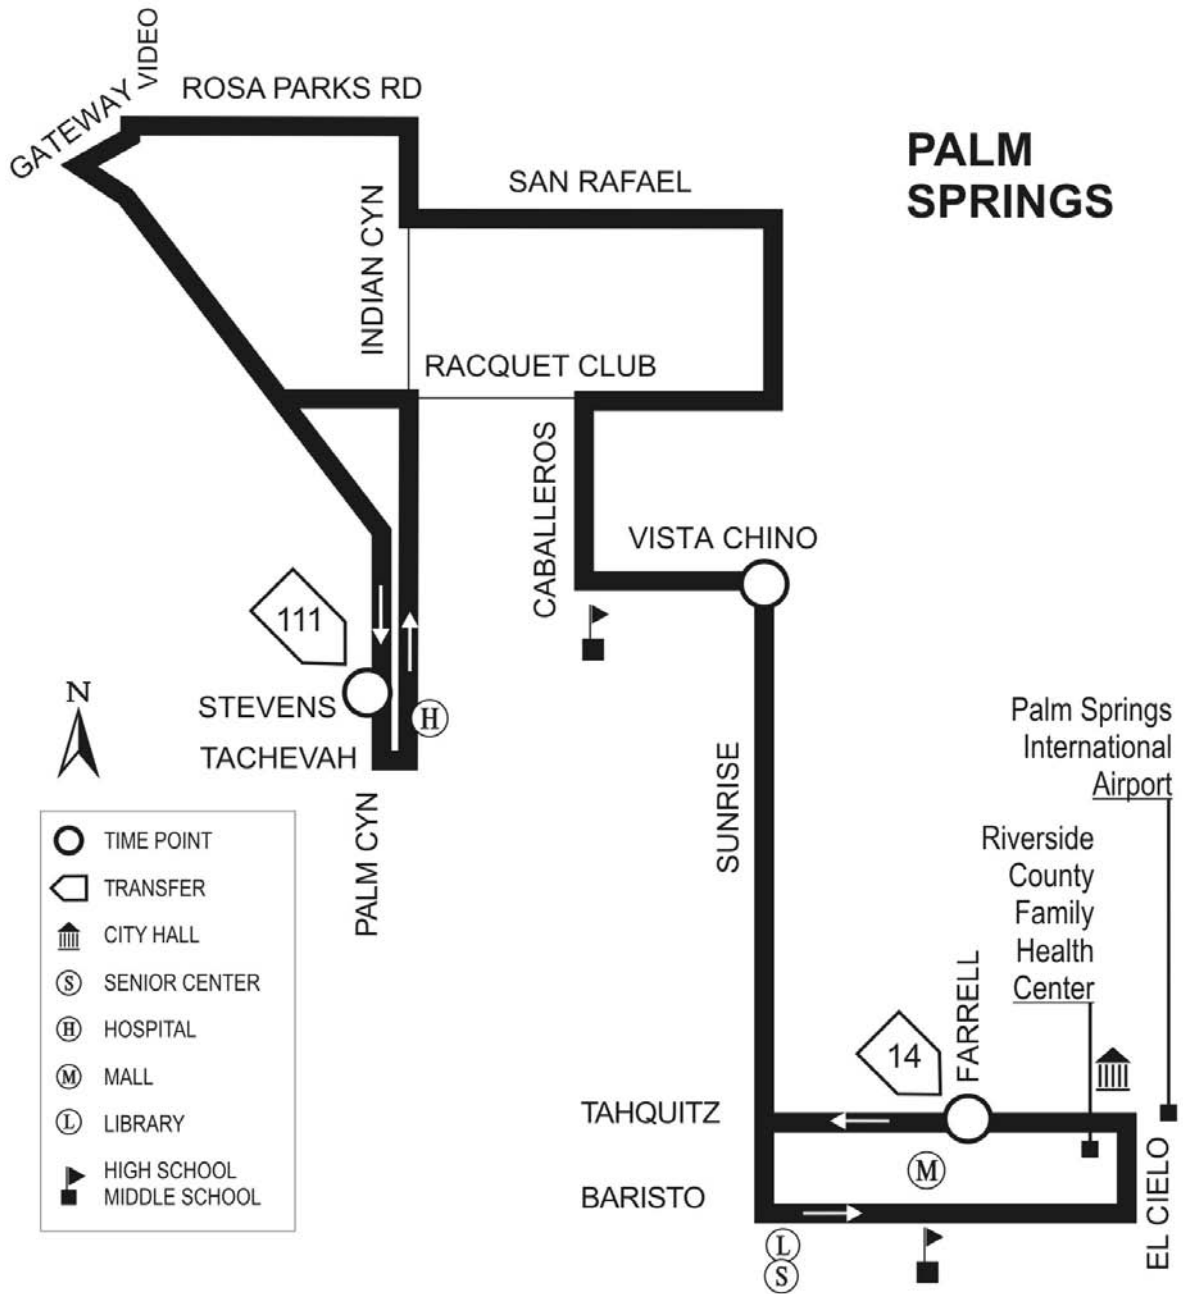 VIDEO
GATEWAY
ROSA PARKS RD
PALM
SPRINGS
SAN RAFAEL
INDIAN CYN
RACQUET CLUB
CABALLEROS
VISTA CHINO
111
N
STEVENS
H
TACHEVAH
PALM CYN
SUNRISE
Palm Springs
International
Airport
Riverside
County
Family
Health
Center
FARRELL
14
TAHQUITZ
M
BARISTO
EL CIELO
L
S
TIME POINT
TRANSFER
CITY HALL
S SENIOR CENTER
H HOSPITAL
M MALL
L LIBRARY
HIGH SCHOOL
MIDDLE SCHOOL